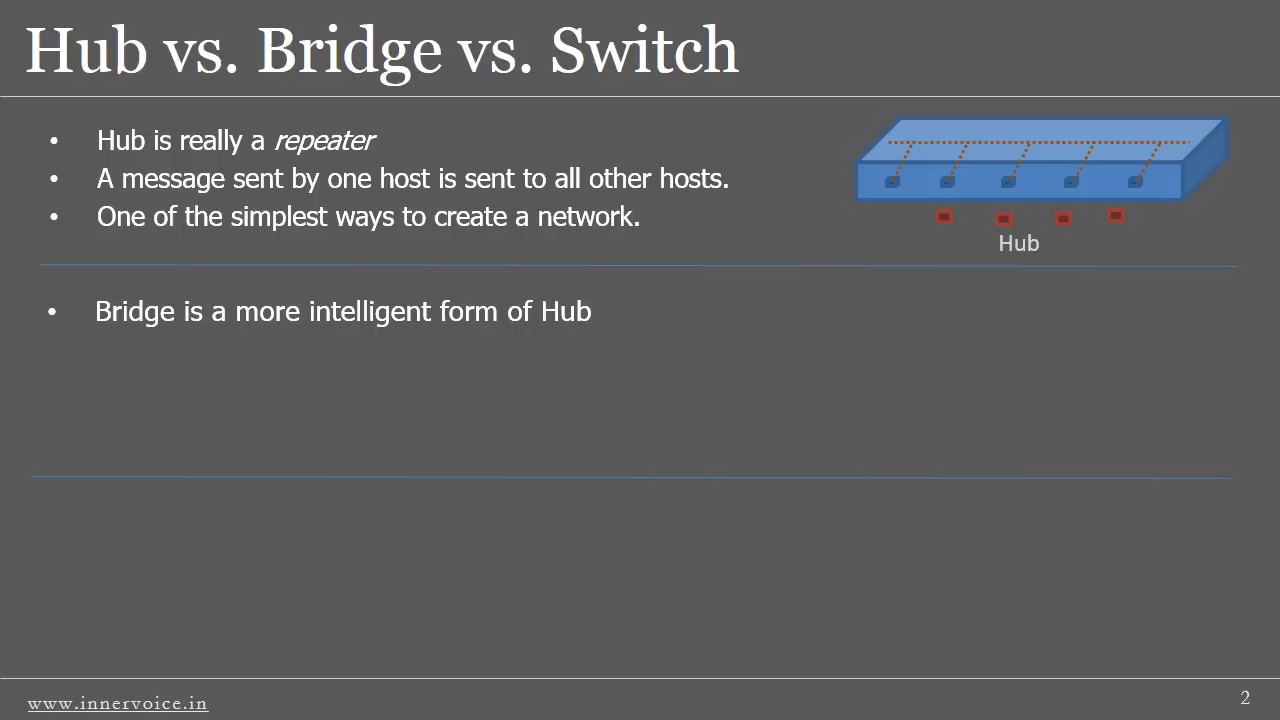 Hub vs. Bridge vs. Switch
• Hub is really a repeater
• A message sent by one host is sent to all other hosts.
• One of the simplest ways to create a network.
Hub
• Bridge is a more intelligent form of Hub
www.innervoice.in
2